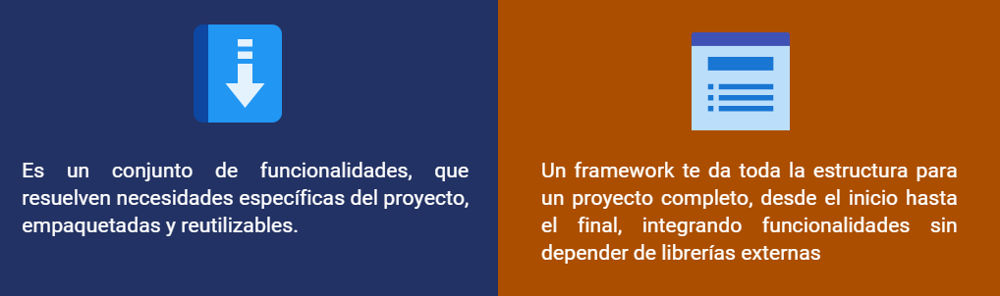 Es un conjunto de funcionalidades, que
resuelven necesidades específicas del proyecto,
empaquetadas y reutilizables.
Un framework te da toda la estructura para
un proyecto completo, desde el inicio hasta
el final, integrando funcionalidades sin
depender de librerías externas